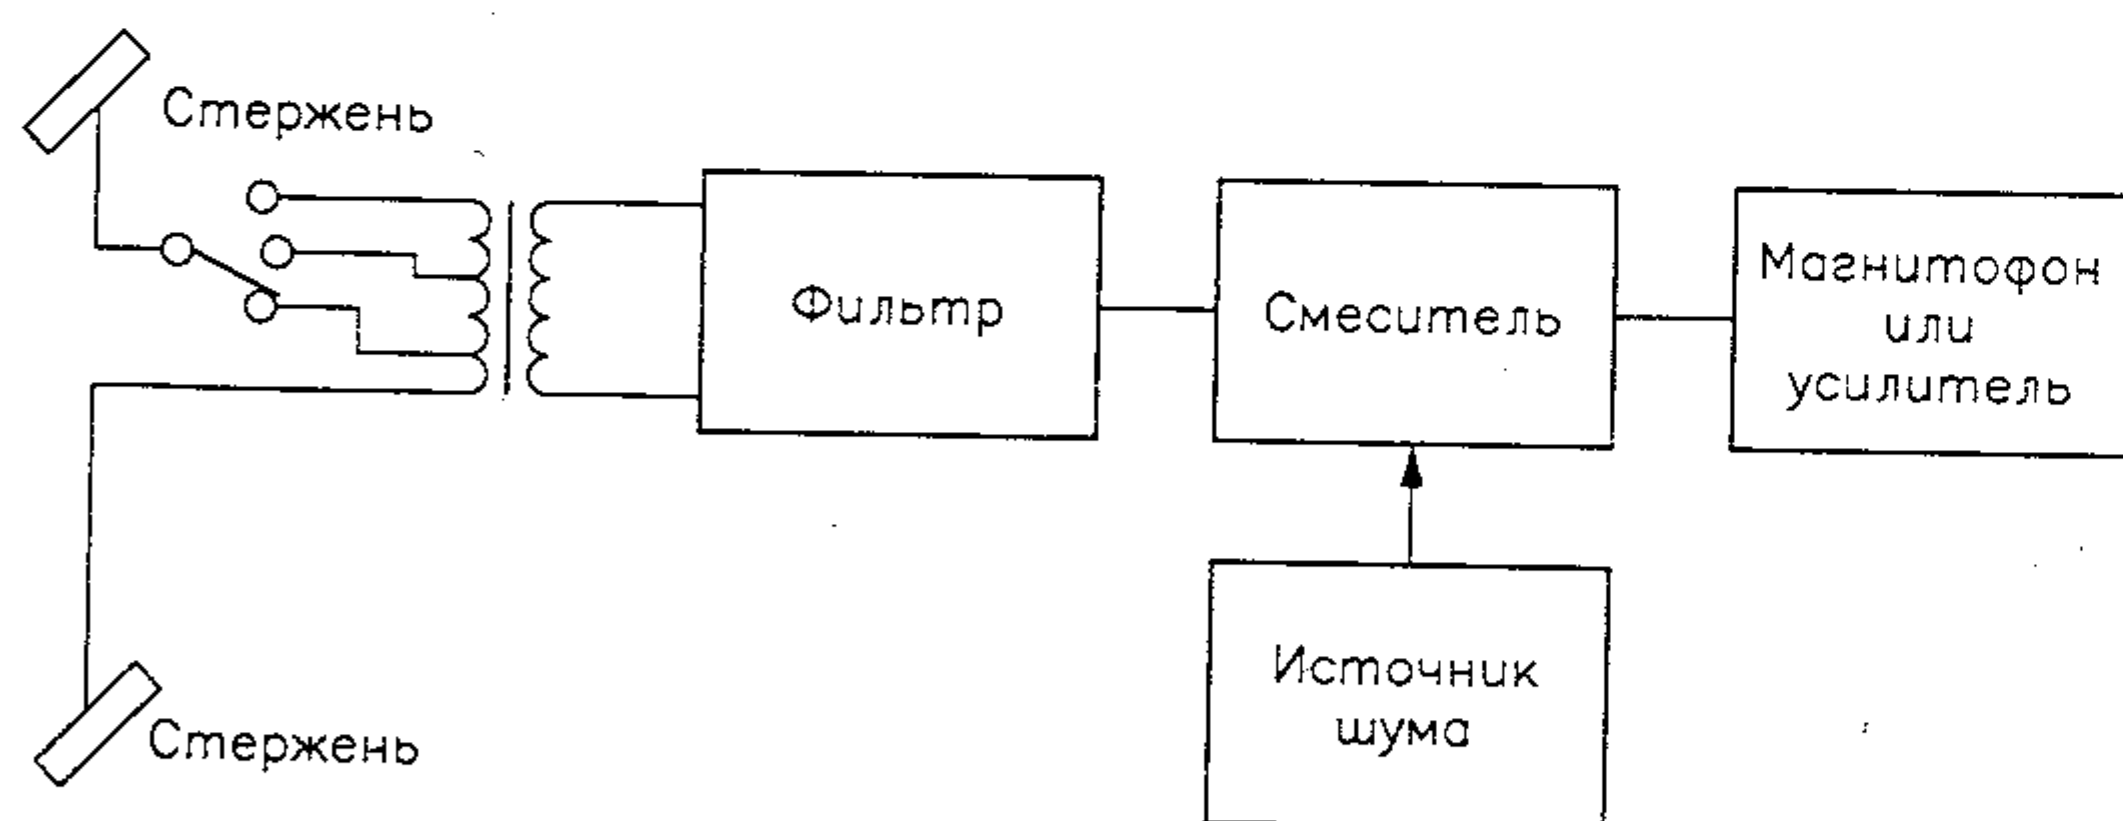 Стержень
Фильтр
Смеситель
Магнитофон
или
усилитель
Источник
шума
Стержень